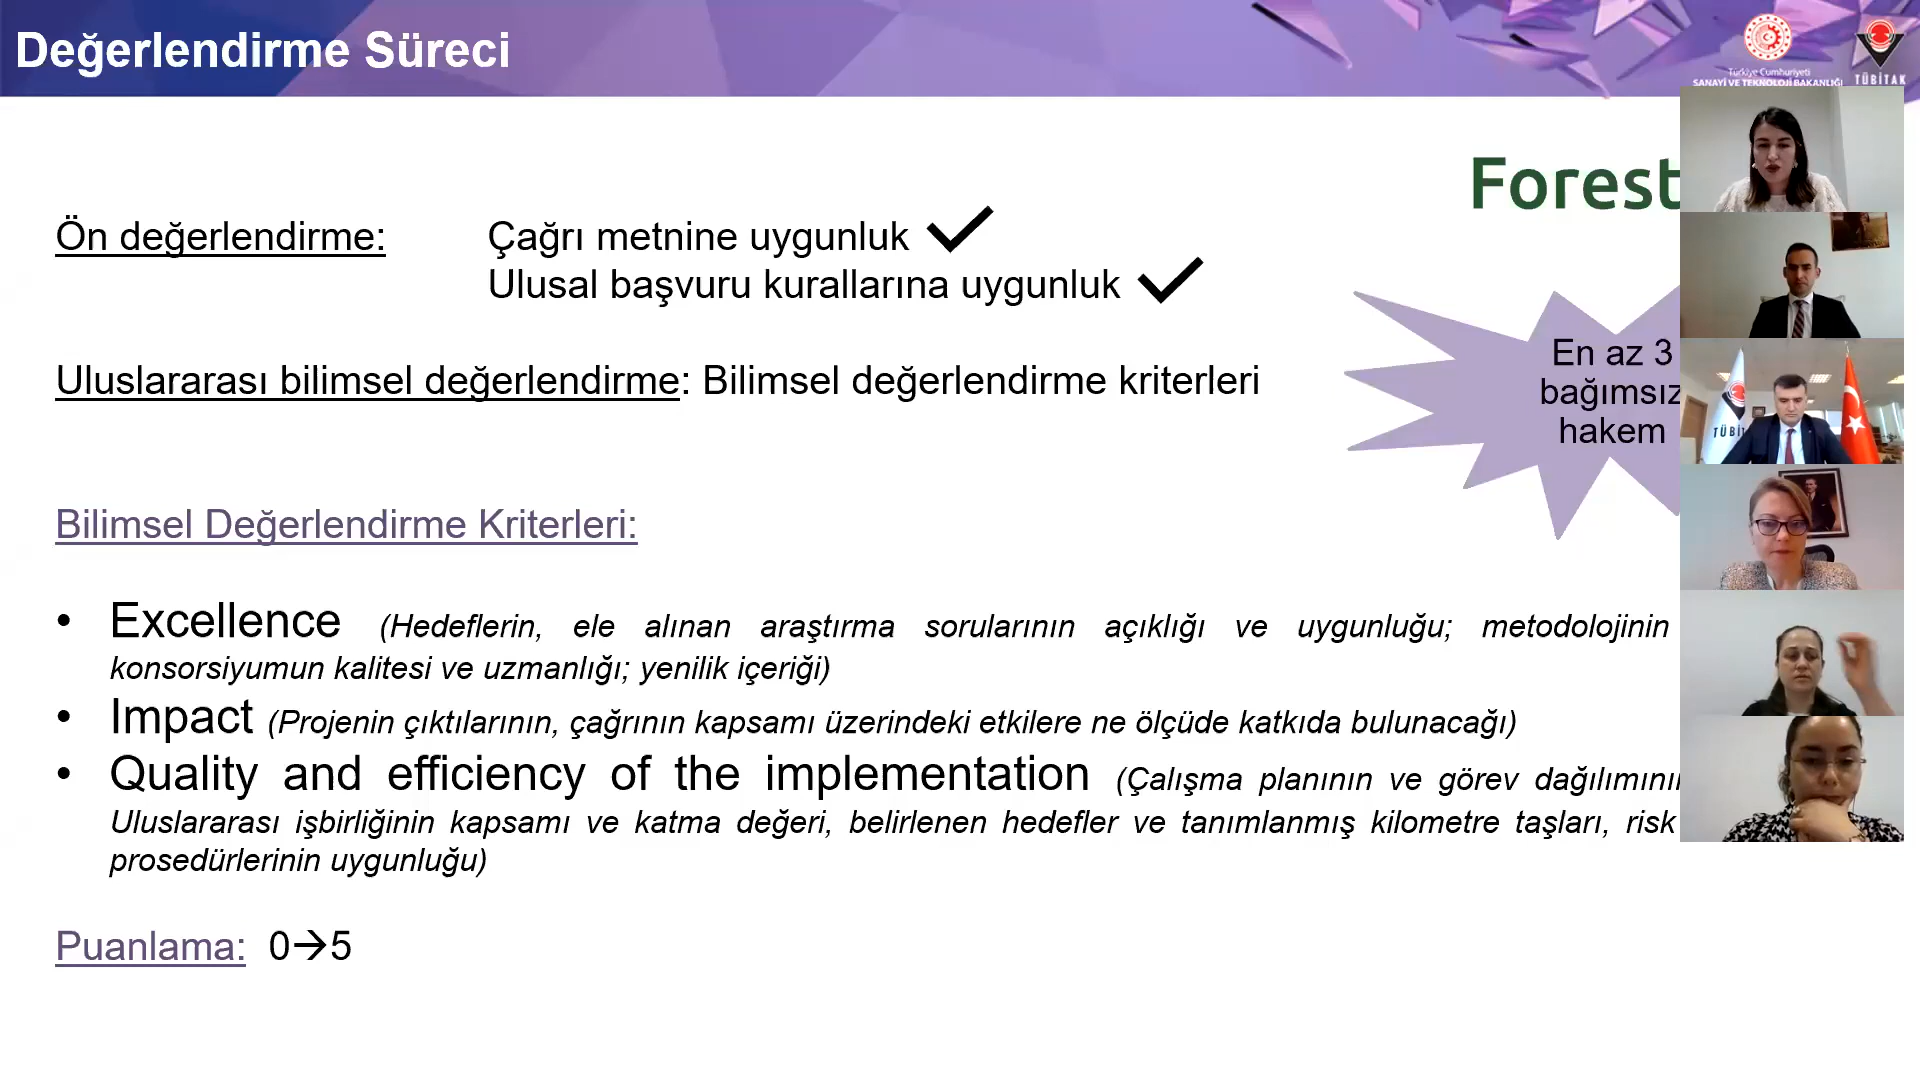 Değerlendirme Süreci
Türkiye Cumhuriyeti
SANAYİ VE TEKNOLOJİ BAKANLIĞI
TÜBİTAK
Forest
Ön değerlendirme: Çağrı metnine uygunluk
Ulusal başvuru kurallarına uygunluk
En az 3
bağımsız
hakem
Uluslararası bilimsel değerlendirme: Bilimsel değerlendirme kriterleri
Bilimsel Değerlendirme Kriterleri:
• Excellence (Hedeflerin, ele alınan araştırma sorularının açıklığı ve uygunluğu; metodolojinin
konsorsiyumun kalitesi ve uzmanlığı; yenilik içeriği)
• Impact (Projenin çıktılarının, çağrının kapsamı üzerindeki etkilere ne ölçüde katkıda bulunacağı)
• Quality and efficiency of the implementation (Çalışma planının ve görev
Uluslararası işbirliğinin kapsamı ve katma değeri, belirlenen hedefler ve tanımlanmış kilometre taşları, risk
prosedürlerinin uygunluğu)
Puanlama: 0→5